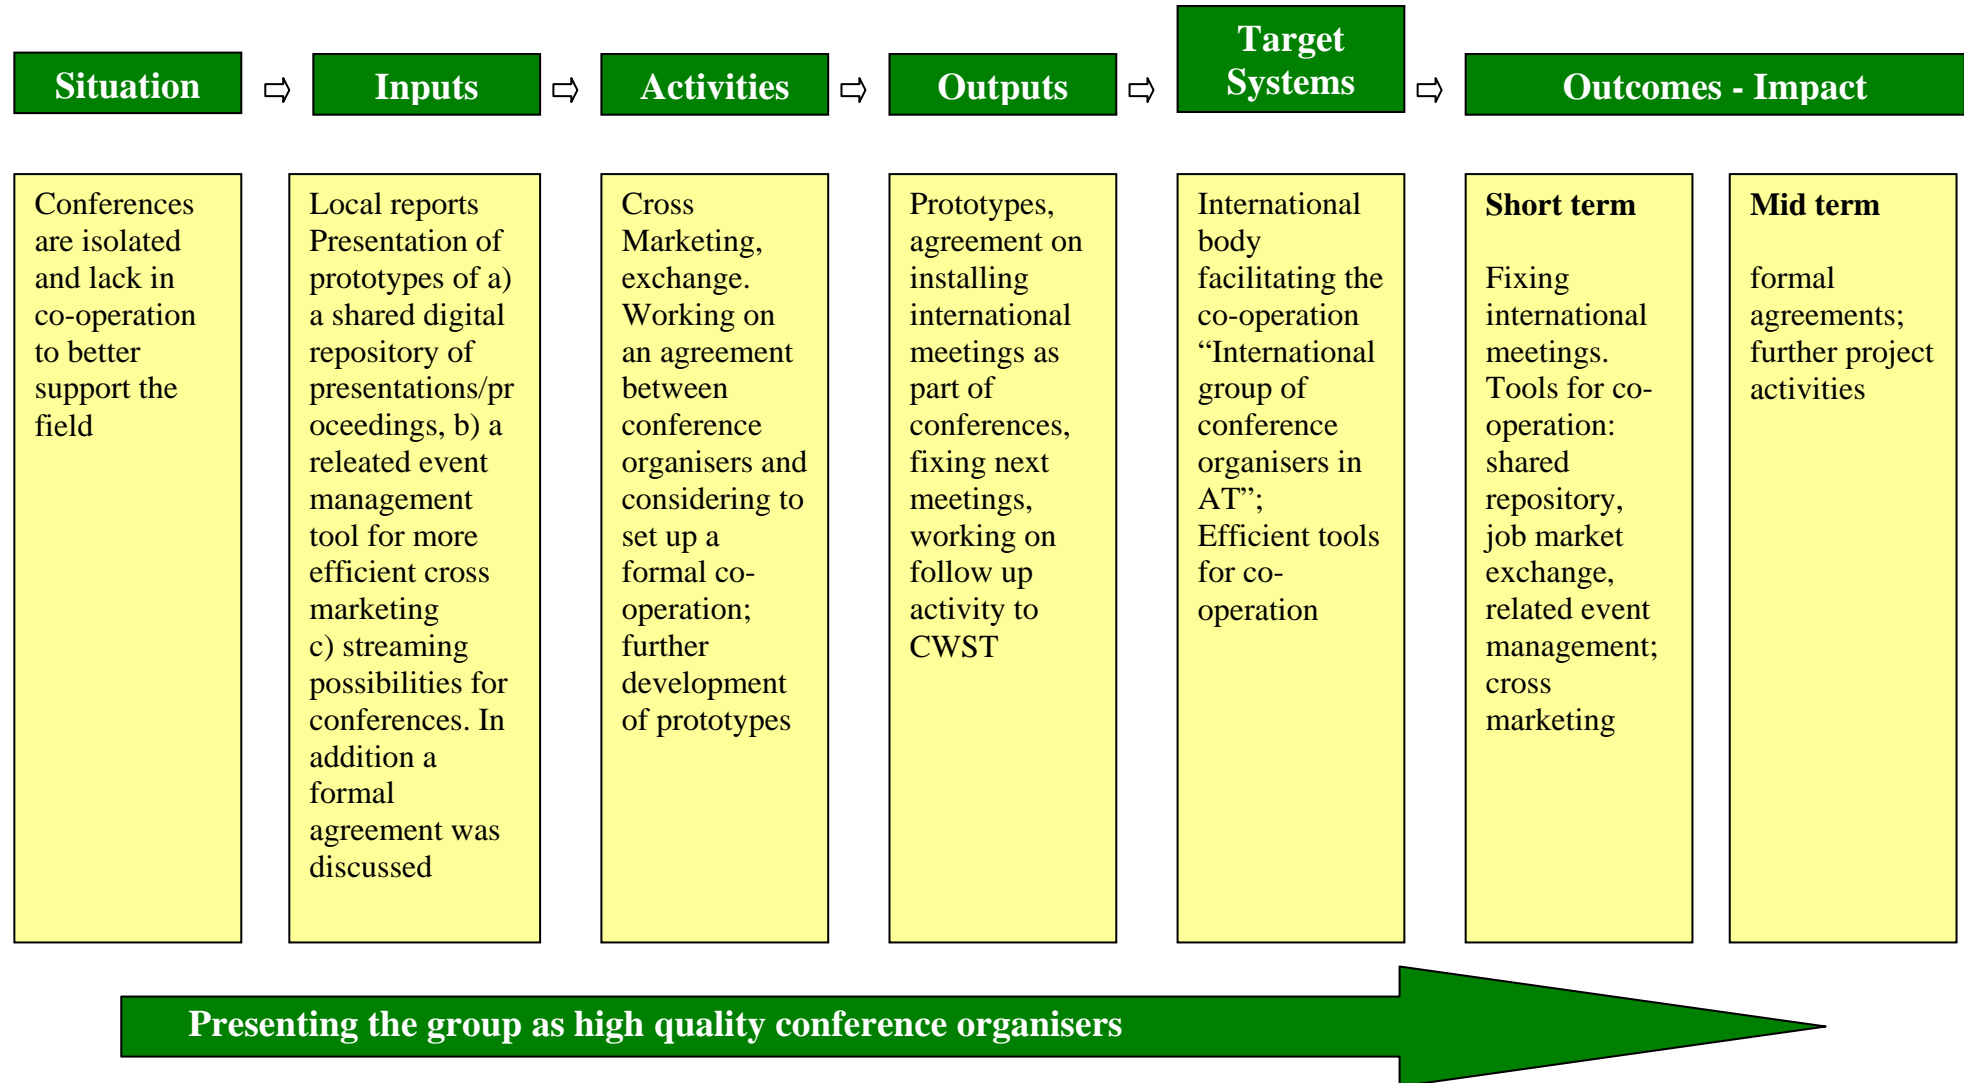 Situation
Inputs
Activities
Outputs
Target
Systems
Outcomes - Impact
Conferences
are isolated
and lack in
co-operation
to better
support the
field
Local reports
Presentation of
prototypes of a)
a shared digital
repository of
presentations/pr
oceedings, b) a
releated event
management
tool for more
efficient cross
marketing
c) streaming
possibilities for
conferences. In
addition a
formal
agreement was
discussed
Cross
Marketing,
exchange.
Working on
an agreement
between
conference
organisers and
considering to
set up a
formal co-
operation;
further
development
of prototypes
Prototypes,
agreement on
installing
international
meetings as
part of
conferences,
fixing next
meetings,
working on
follow up
activity to
CWST
International
body
facilitating the
co-operation
“International
group of
conference
organisers in
AT”;
Efficient tools
for co-
operation
Short term
Fixing
international
meetings.
Tools for co-
operation:
shared
repository,
job market
exchange,
related event
management;
cross
marketing
Mid term
formal
agreements;
further project
activities
Presenting the group as high quality conference organisers